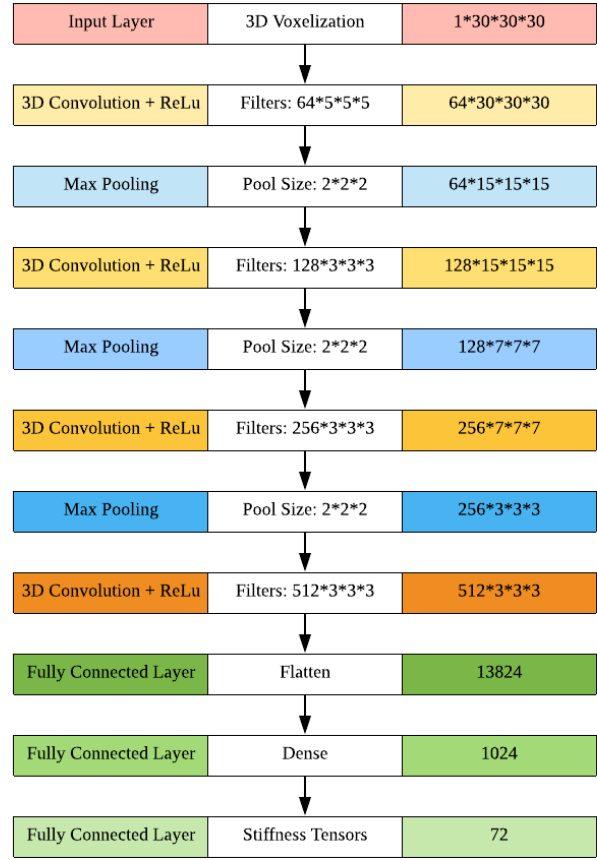 Input Layer 3D Voxelization 1*30*30*30
3D Convolution + ReLu Filters: 64*5*5*5 64*30*30*30
Max Pooling Pool Size: 2*2*2 64*15*15*15
3D Convolution + ReLu Filters: 128*3*3*3 128*15*15*15
Max Pooling Pool Size: 2*2*2 128*7*7*7
3D Convolution + ReLu Filters: 256*3*3*3 256*7*7*7
Max Pooling Pool Size: 2*2*2 256*3*3*3
3D Convolution + ReLu Filters: 512*3*3*3 512*3*3*3
Fully Connected Layer Flatten 13824
Fully Connected Layer Dense 1024
Fully Connected Layer Stiffness Tensors 72